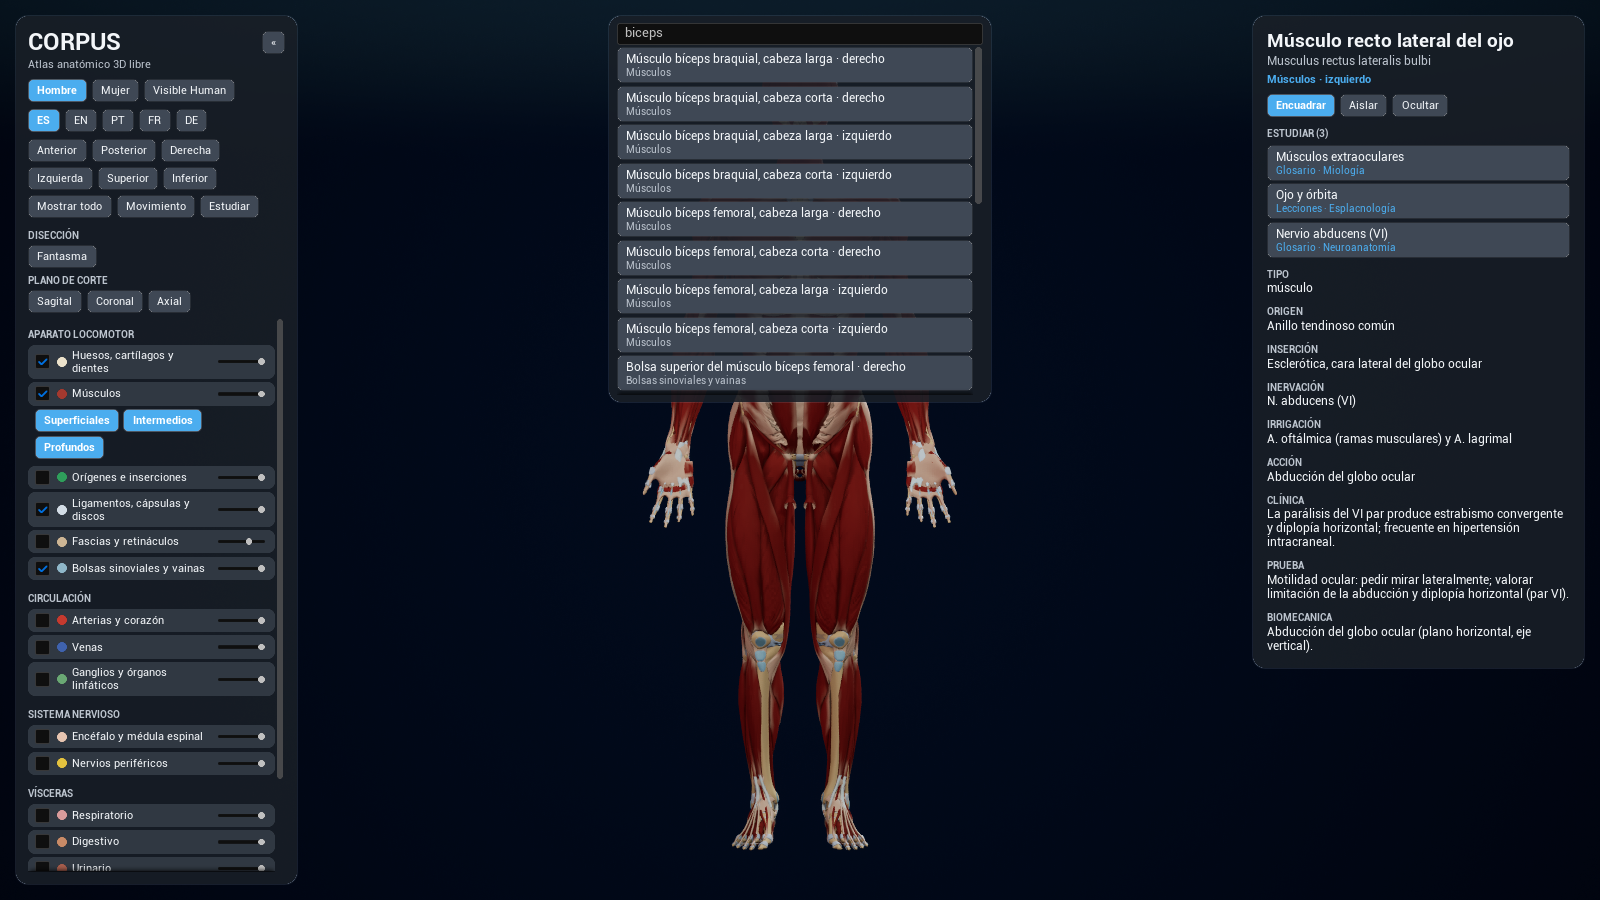 CORPUS
«
Atlas anatómico 3D libre
Hombre Mujer Visible Human
ES EN PT FR DE
Anterior Posterior Derecha
Izquierda Superior Inferior
Mostrar todo Movimiento Estudiar
DISECCIÓN
Fantasma
PLANO DE CORTE
Sagital Coronal Axial
APARATO LOCOMOTOR
Huesos, cartílagos y
dientes
Músculos
Superficiales Intermedios
Profundos
Orígenes e inserciones
Ligamentos, cápsulas y
discos
Fascias y retináculos
Bolsas sinoviales y vainas
CIRCULACIÓN
Arterias y corazón
Venas
Ganglios y órganos
linfáticos
SISTEMA NERVIOSO
Encéfalo y médula espinal
Nervios periféricos
VÍSCERAS
Respiratorio
Digestivo
Urinario
biceps
Músculo bíceps braquial, cabeza larga · derecho
Músculos
Músculo bíceps braquial, cabeza corta · derecho
Músculos
Músculo bíceps braquial, cabeza larga · izquierdo
Músculos
Músculo bíceps braquial, cabeza corta · izquierdo
Músculos
Músculo bíceps femoral, cabeza larga · derecho
Músculos
Músculo bíceps femoral, cabeza corta · derecho
Músculos
Músculo bíceps femoral, cabeza larga · izquierdo
Músculos
Músculo bíceps femoral, cabeza corta · izquierdo
Músculos
Bolsa superior del músculo bíceps femoral · derecho
Bolsas sinoviales y vainas
Músculo recto lateral del ojo
Musculus rectus lateralis bulbi
Músculos · izquierdo
Encuadrar Aislar Ocultar
ESTUDIAR (3)
Músculos extraoculares
Glosario · Miología
Ojo y órbita
Lecciones · Esplacnología
Nervio abducens (VI)
Glosario · Neuroanatomía
TIPO
músculo
ORIGEN
Anillo tendinoso común
INSERCIÓN
Esclerótica, cara lateral del globo ocular
INERVACIÓN
N. abducens (VI)
IRRIGACIÓN
A. oftálmica (ramas musculares) y A. lagrimal
ACCIÓN
Abducción del globo ocular
CLÍNICA
La parálisis del VI par produce estrabismo convergente
y diplopía horizontal; frecuente en hipertensión
intracraneal.
PRUEBA
Motilidad ocular: pedir mirar lateralmente; valorar
limitación de la abducción y diplopía horizontal (par VI).
BIOMECANICA
Abducción del globo ocular (plano horizontal, eje
vertical).